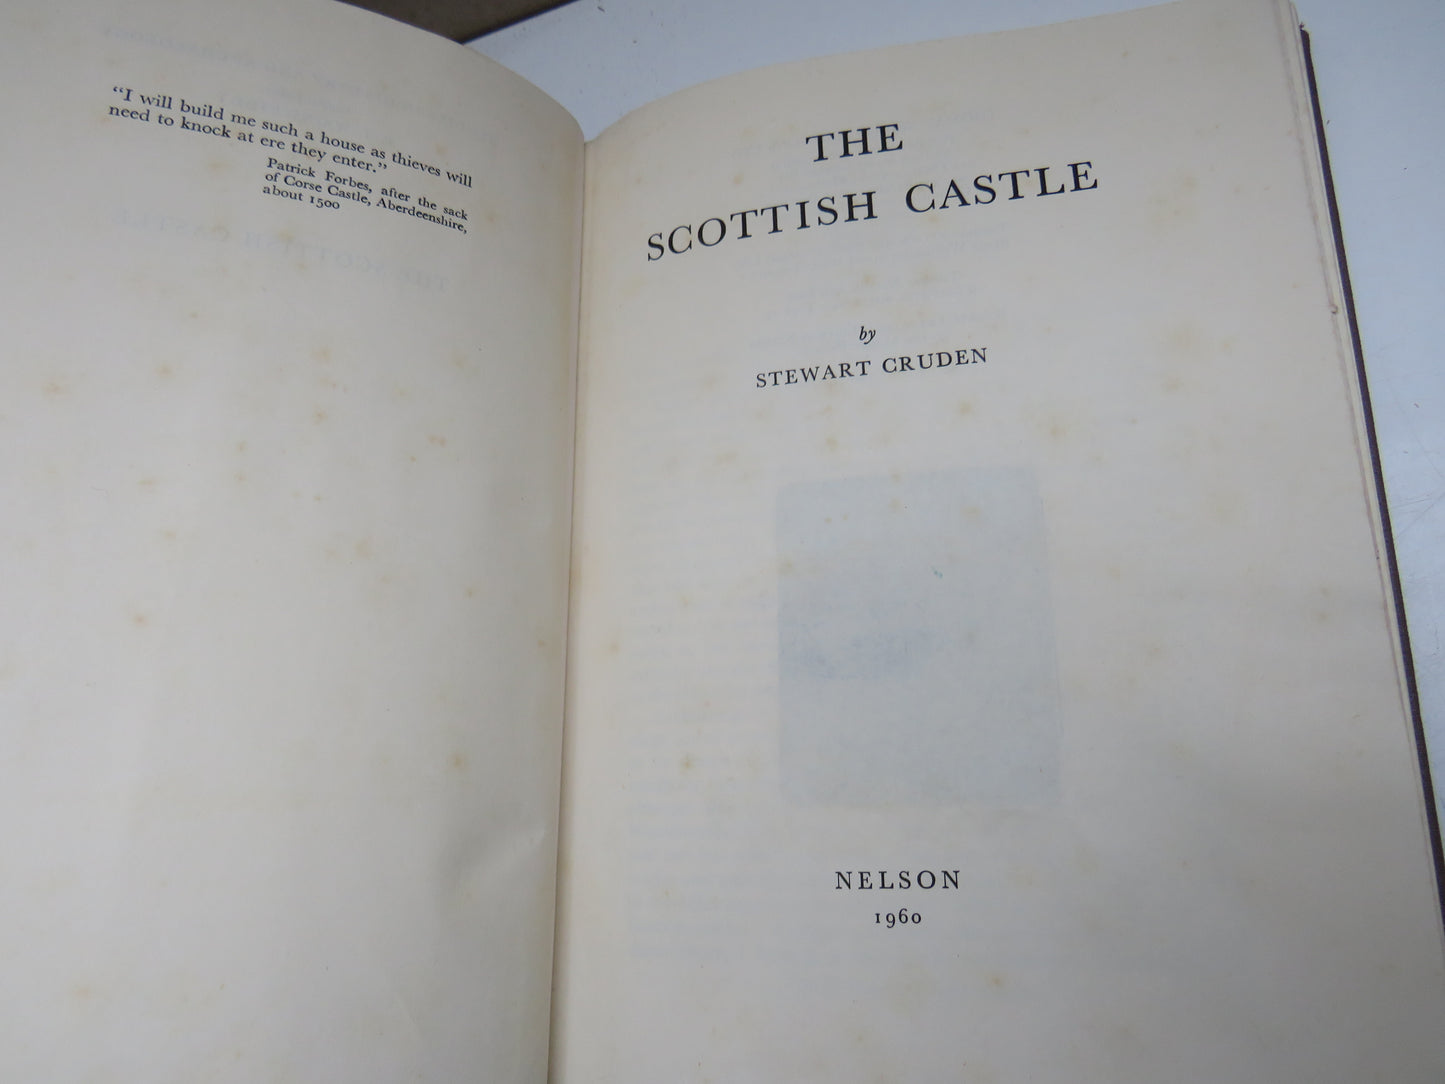 “I will build me such a house as thieves will
need to knock at ere they enter.”
Patrick Forbes, after the sack
of Corse Castle, Aberdeenshire,
about 1500
THE
SCOTTISH CASTLE
by
STEWART CRUDEN
NELSON
1960